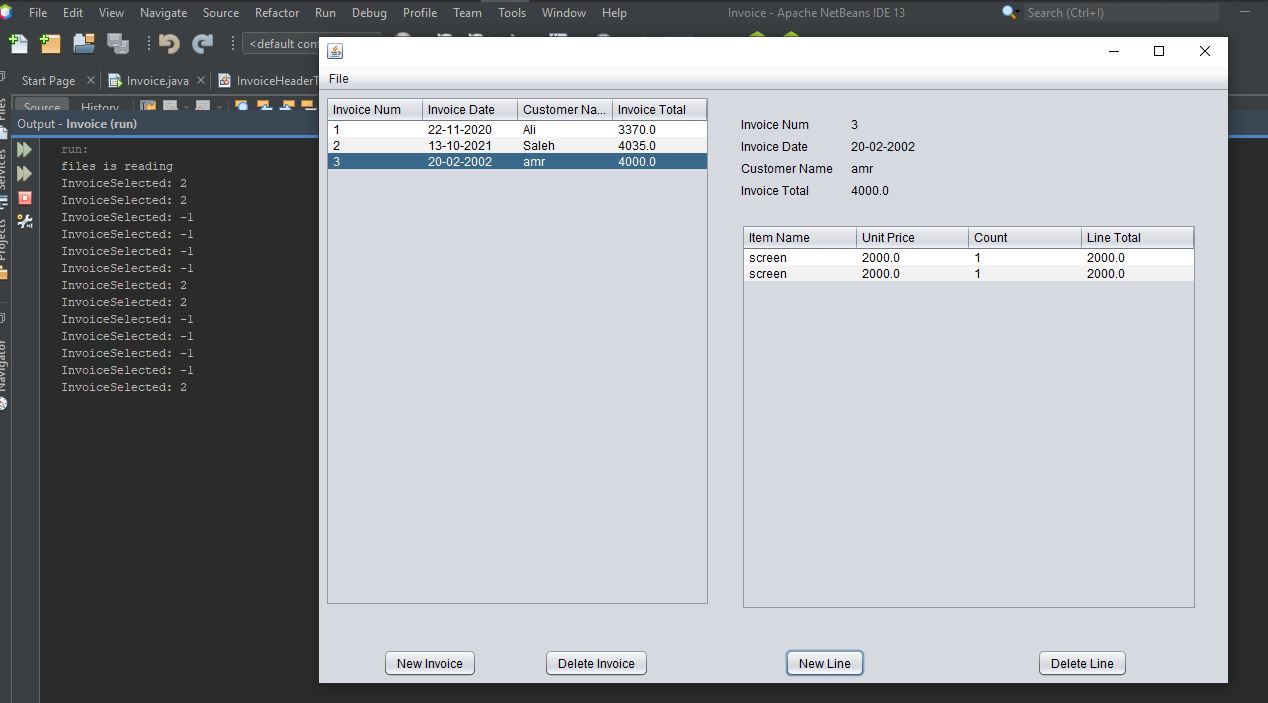 File Edit View Navigate Source Refactor Run Debug Profile Team Tools Window Help Invoice - Apache NetBeans IDE 13 Search (Ctrl+I)
<default con
Start Page Invoice.java InvoiceHeaderT
Source History
Output - Invoice (run)
Files
Services
Projects
Navigator
run:
files is reading
InvoiceSelected: 2
InvoiceSelected: 2
InvoiceSelected: -1
InvoiceSelected: -1
InvoiceSelected: -1
InvoiceSelected: -1
InvoiceSelected: 2
InvoiceSelected: 2
InvoiceSelected: -1
InvoiceSelected: -1
InvoiceSelected: -1
InvoiceSelected: -1
InvoiceSelected: 2
File
Invoice Num Invoice Date Customer Na... Invoice Total
1 22-11-2020 Ali 3370.0
2 13-10-2021 Saleh 4035.0
3 20-02-2002 amr 4000.0
Invoice Num 3
Invoice Date 20-02-2002
Customer Name amr
Invoice Total 4000.0
Item Name Unit Price Count Line Total
screen 2000.0 1 2000.0
screen 2000.0 1 2000.0
New Invoice Delete Invoice New Line Delete Line